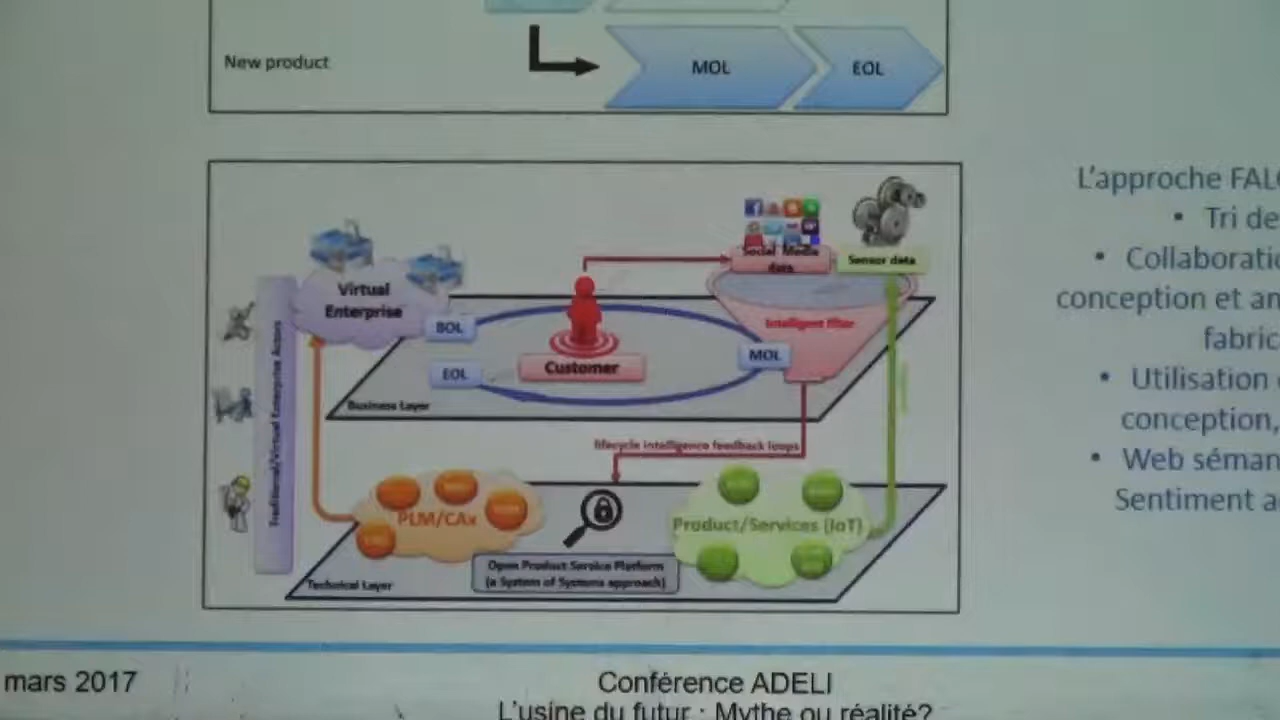 New product
MOL
EOL
Social Media
data
Sensor data
Virtual
Enterprise
BOL
EOL
Customer
MOL
Intelligent filter
Business Layer
lifecycle intelligence feedback loops
Traditional/Virtual Enterprise Actors
PLM/CAx
Product/Services (IoT)
Open Product Service Platform
(a System of Systems approach)
Technical Layer
L'approche FAL
• Tri de
• Collaboratio
conception et an
fabric
• Utilisation
conception,
• Web séman
Sentiment a
mars 2017
Conférence ADELI
L'usine du futur : Mythe ou réalité?